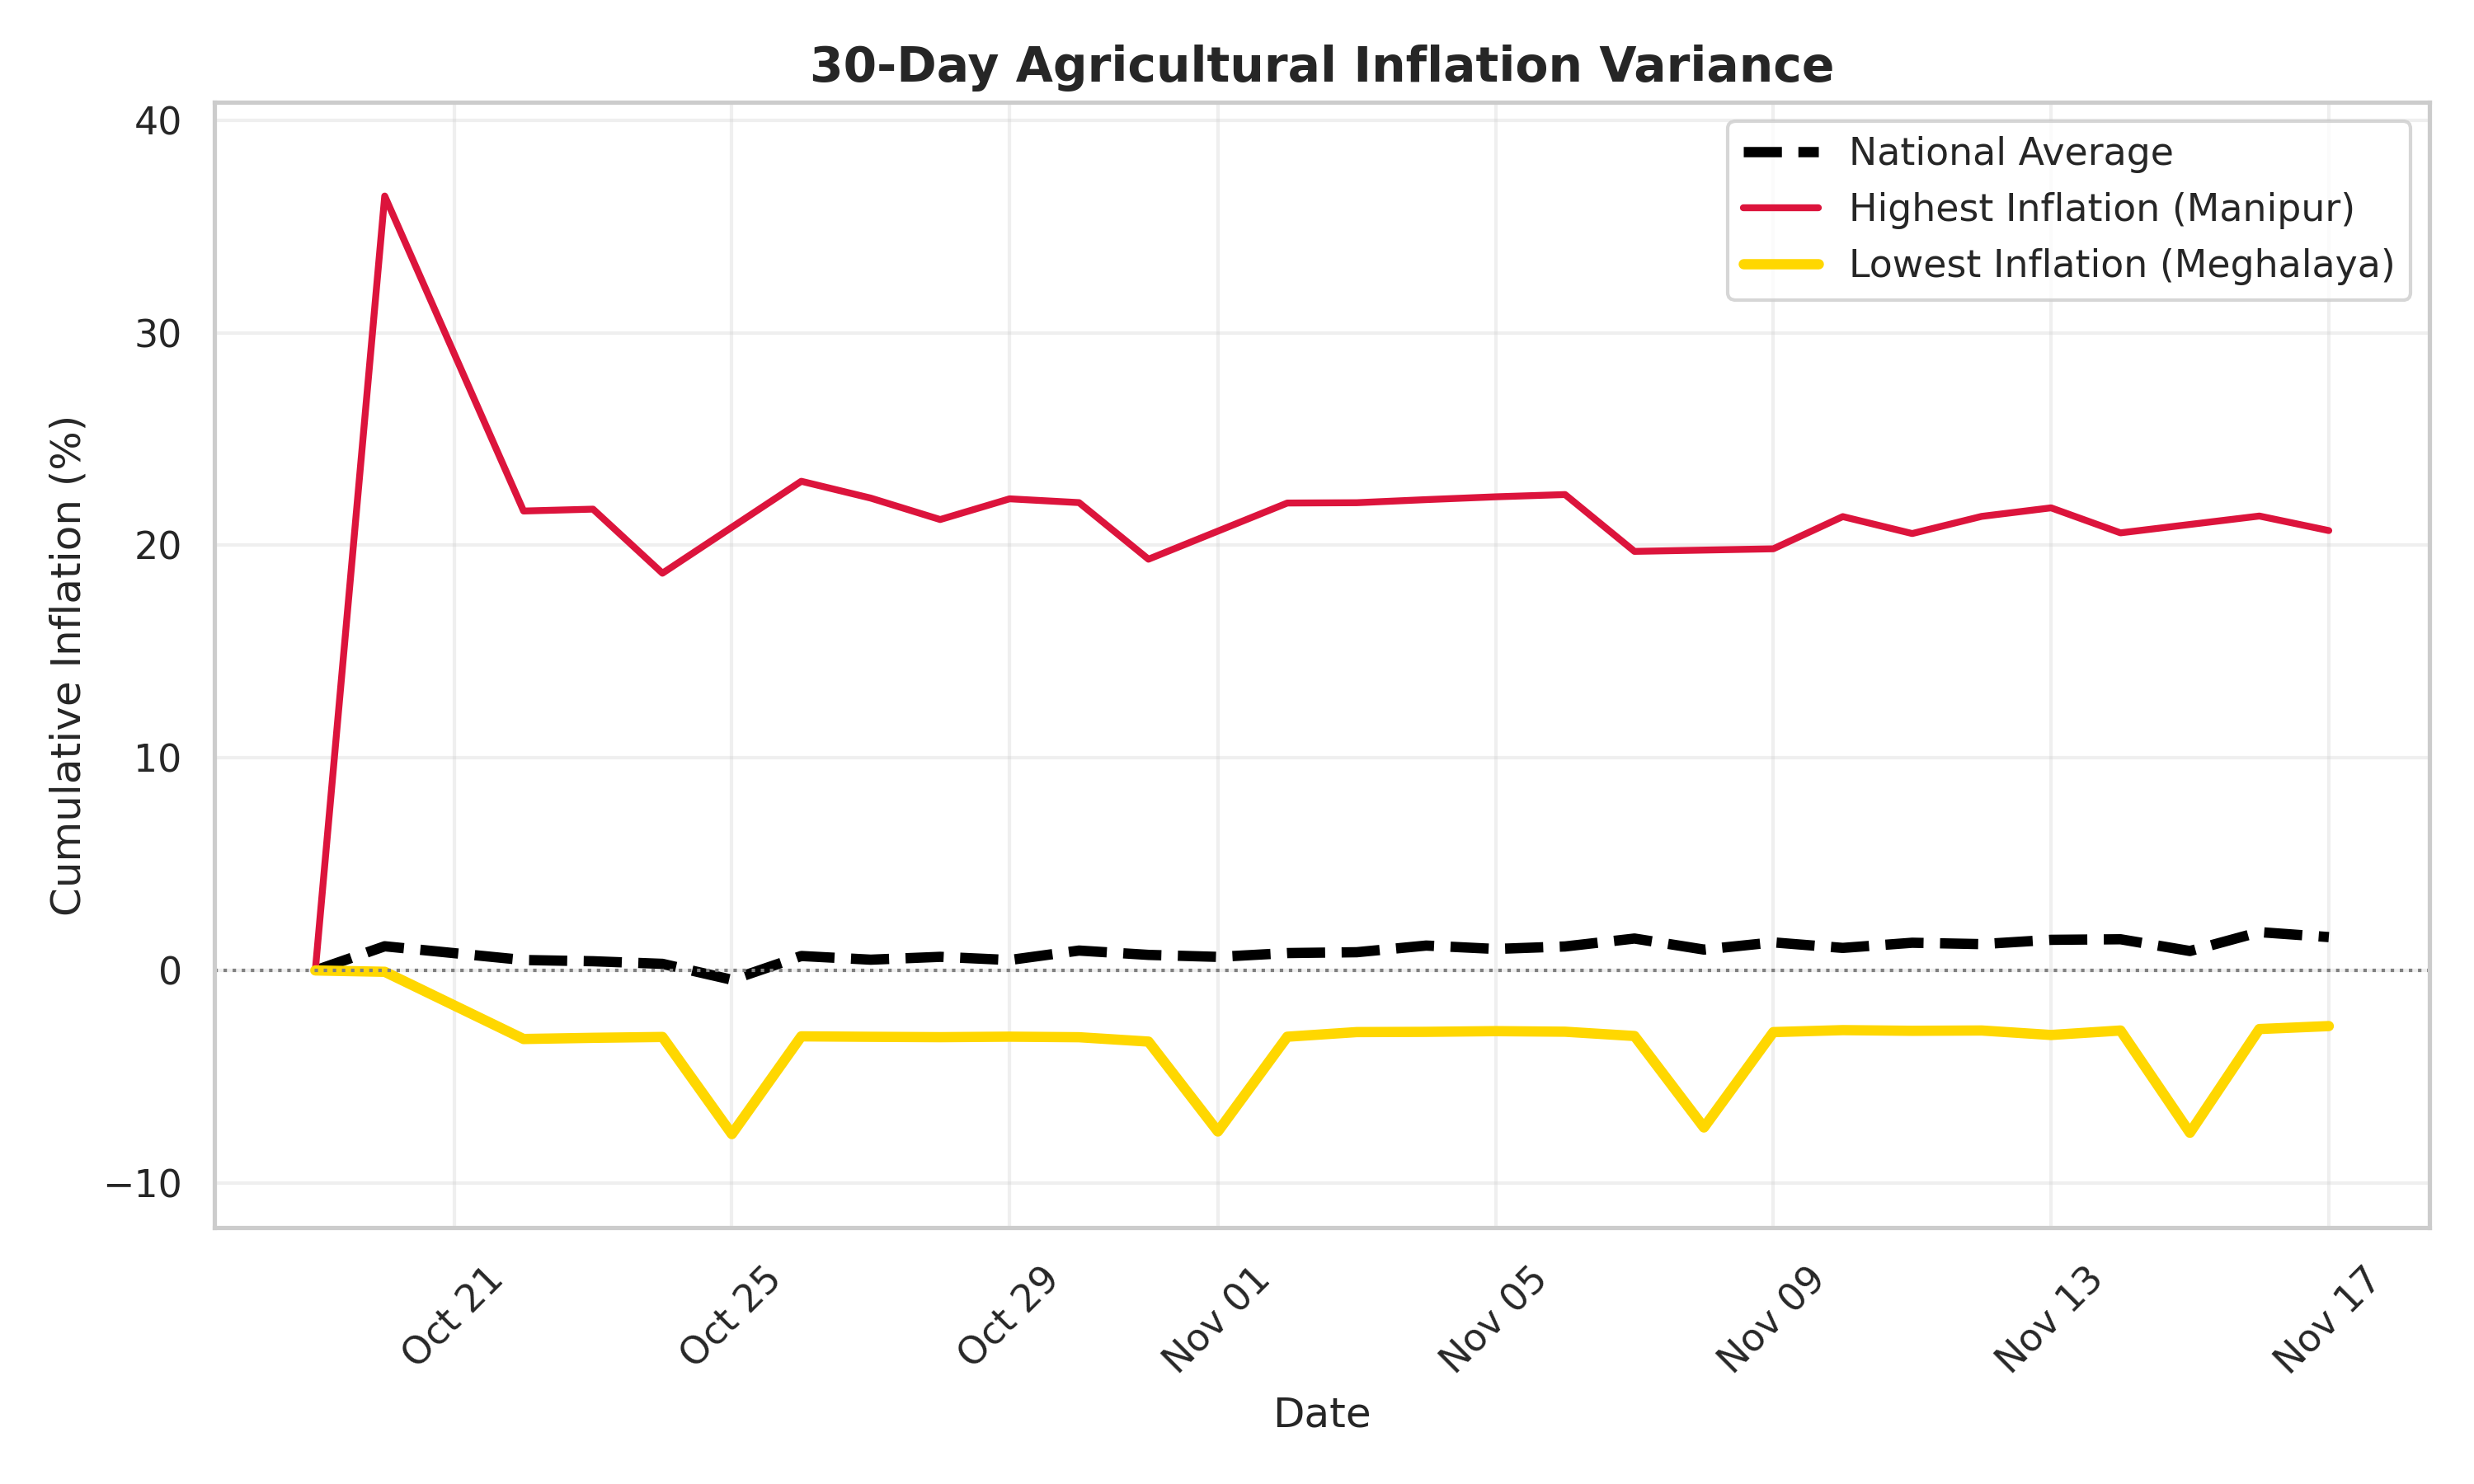 30-Day Agricultural Inflation Variance
National Average
Highest Inflation (Manipur)
Lowest Inflation (Meghalaya)
Cumulative Inflation (%)
40
30
20
10
0
−10
Oct 21
Oct 25
Oct 29
Nov 01
Nov 05
Nov 09
Nov 13
Nov 17
Date